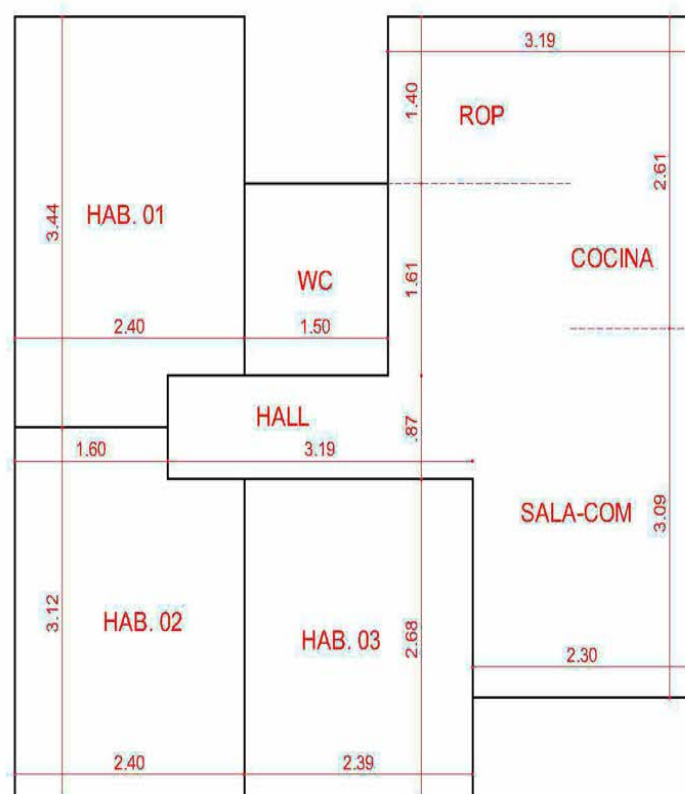 3.19
1.40
ROP
2.61
3.44
HAB. 01
WC
1.61
COCINA
2.40
1.50
HALL
.87
1.60
3.19
SALA-COM
3.09
3.12
HAB. 02
HAB. 03
2.68
2.30
2.40
2.39